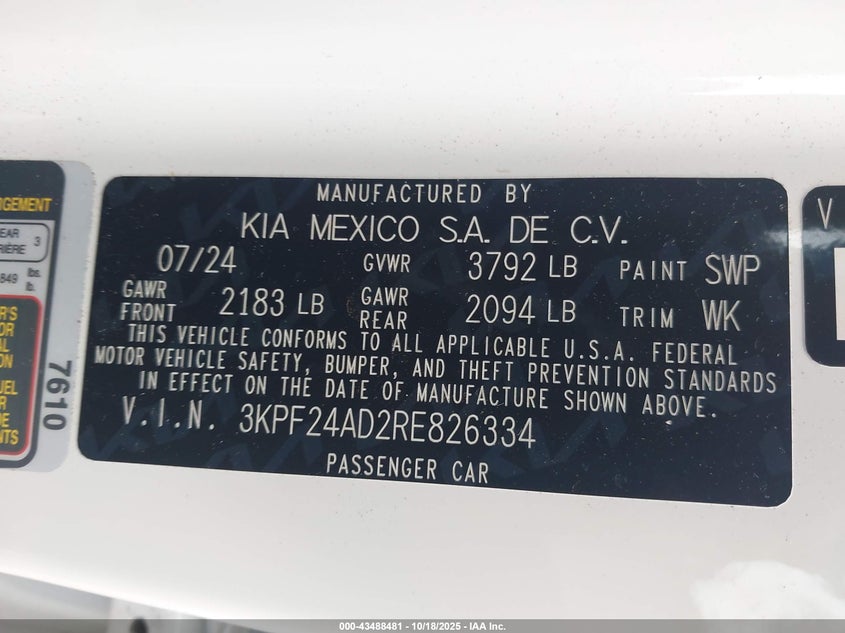 MANUFACTURED BY
KIA MEXICO S.A. DE C.V.
07/24 GVWR 3792 LB PAINT SWP
GAWR FRONT 2183 LB GAWR REAR 2094 LB TRIM WK
THIS VEHICLE CONFORMS TO ALL APPLICABLE U.S.A. FEDERAL
MOTOR VEHICLE SAFETY, BUMPER, AND THEFT PREVENTION STANDARDS
IN EFFECT ON THE DATE OF MANUFACTURE SHOWN ABOVE.
V.I.N. 3KPF24AD2RE826334
PASSENGER CAR
7610
3
849 lbs.
V
000-43488481 - 10/18/2025 - IAA Inc.